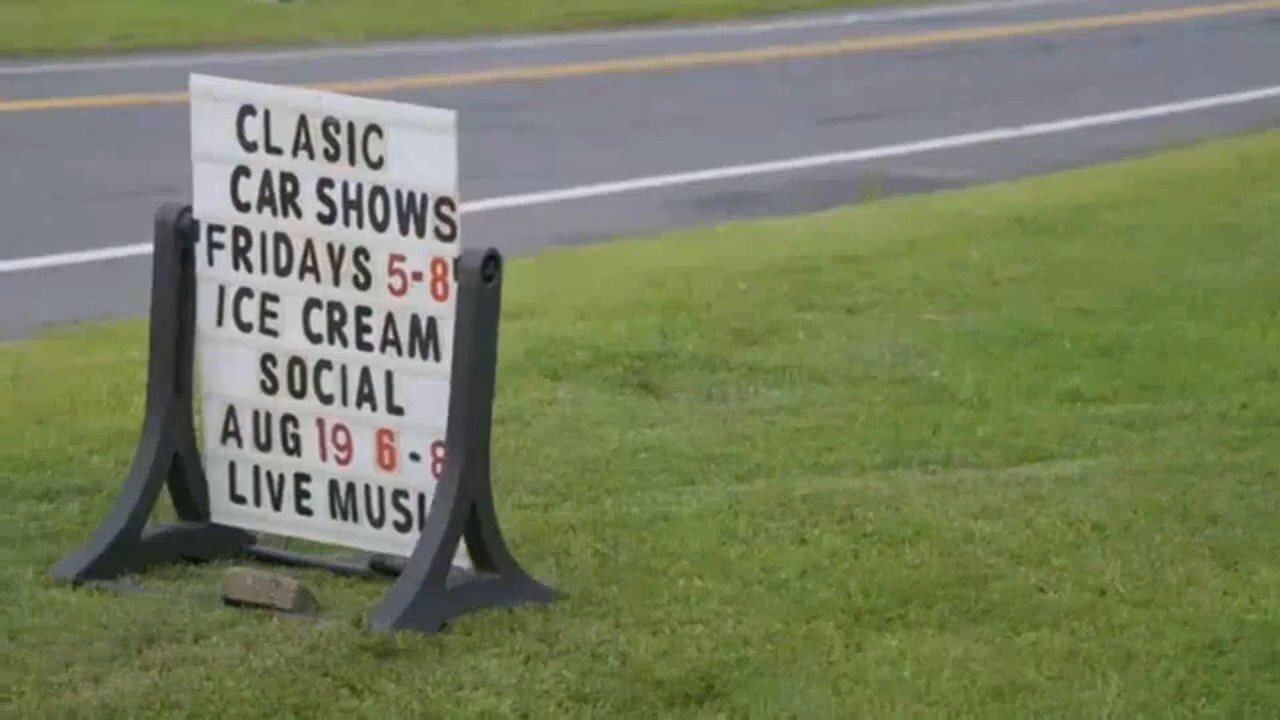 CLASIC
CAR SHOWS
FRIDAYS 5-8
ICE CREAM
SOCIAL
AUG 19 6-8
LIVE MUSI